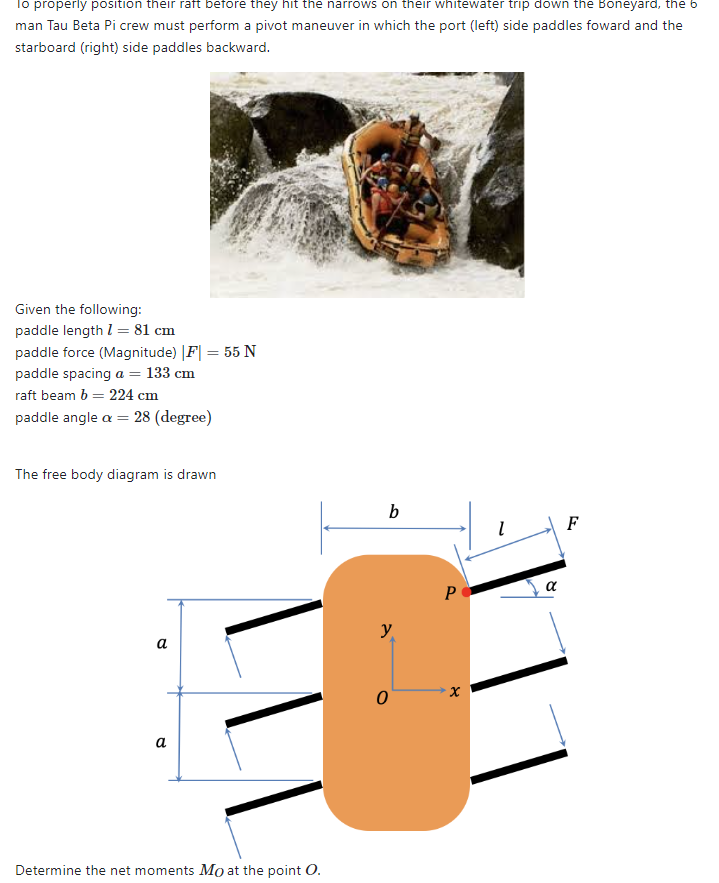 To properly position their raft before they hit the narrows on their whitewater trip down the Boneyard, the 6
man Tau Beta Pi crew must perform a pivot maneuver in which the port (left) side paddles foward and the
starboard (right) side paddles backward.
Given the following:
paddle length l = 81 cm
paddle force (Magnitude) |F| = 55 N
paddle spacing a = 133 cm
raft beam b = 224 cm
paddle angle α = 28 (degree)
The free body diagram is drawn
b
l
F
P
α
a
y
O
x
a
Determine the net moments M_O at the point O.